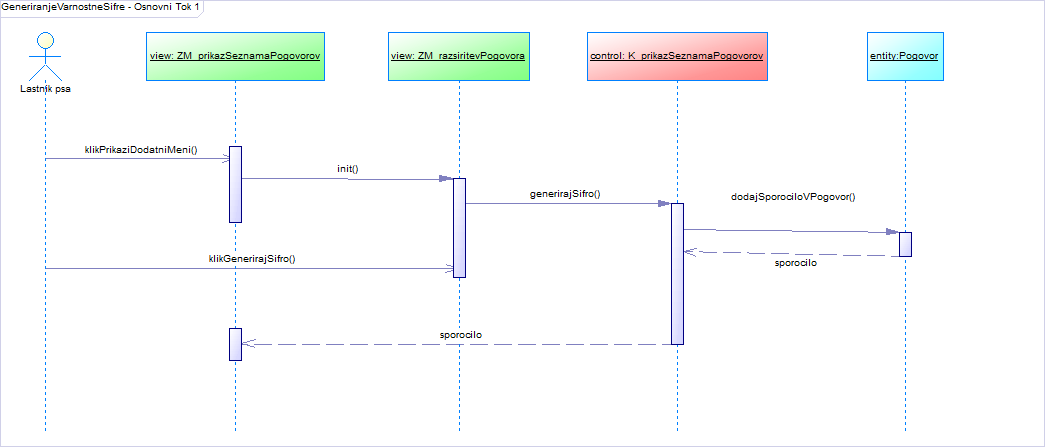 GeneriranjeVarnostneSifre - Osnovni Tok 1
view: ZM_prikazSeznamaPogovorov
view: ZM_razsiritevPogovora
control: K_prikazSeznamaPogovorov
entity:Pogovor
Lastnik psa
klikPrikaziDodatniMeni()
init()
generirajSifro()
dodajSporociloVPogovor()
klikGenerirajSifro()
sporocilo
sporocilo